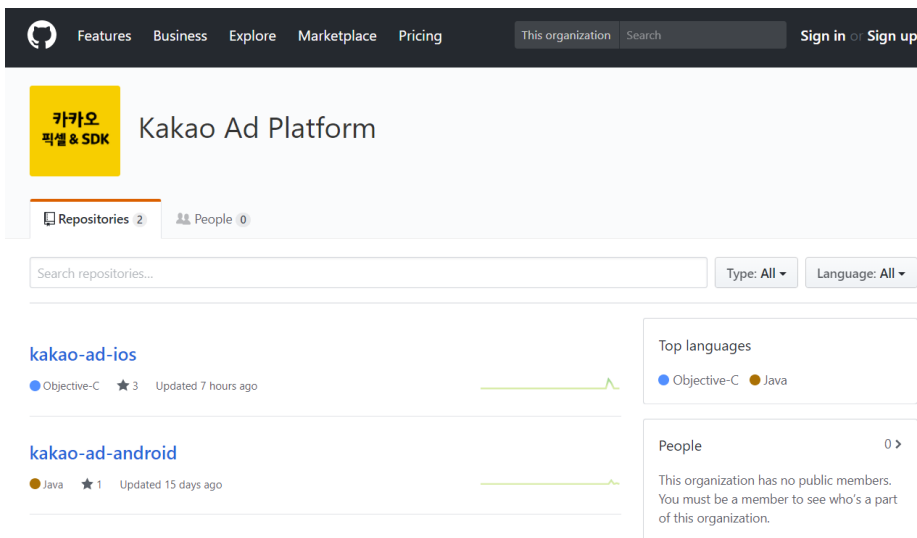 Features Business Explore Marketplace Pricing This organization Search Sign in or Sign up
카카오
픽셀 & SDK
Kakao Ad Platform
Repositories 2 People 0
Search repositories... Type: All Language: All
kakao-ad-ios
Objective-C 3 Updated 7 hours ago
kakao-ad-android
Java 1 Updated 15 days ago
Top languages
Objective-C Java
People 0
This organization has no public members.
You must be a member to see who's a part
of this organization.